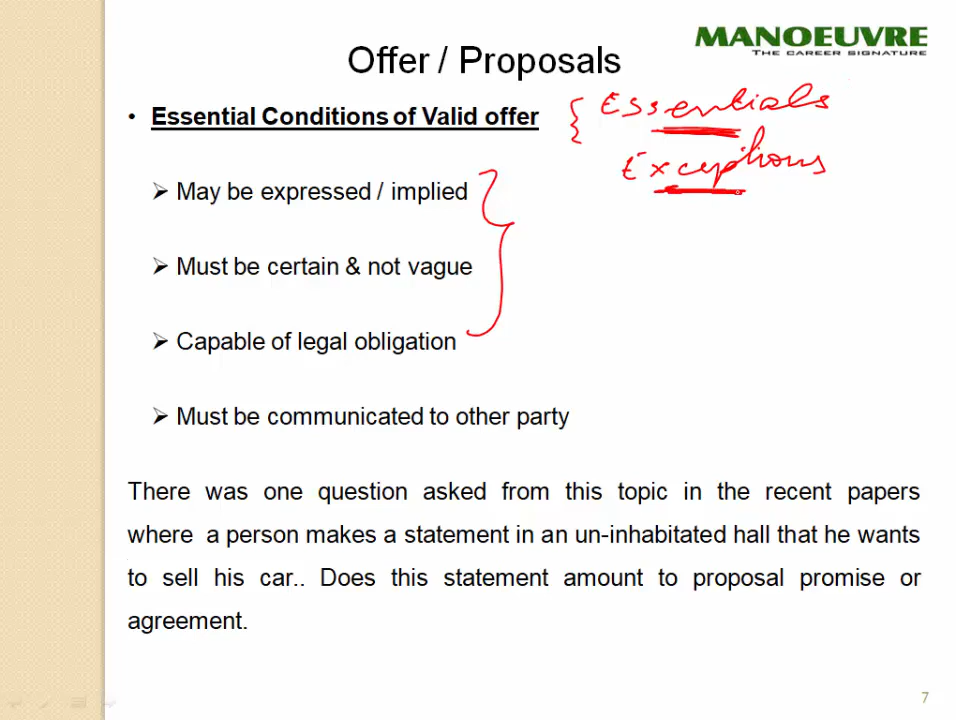 MANOEUVRE
THE CAREER SIGNATURE
Offer / Proposals
• Essential Conditions of Valid offer
Essentials
Exceptions
➢ May be expressed / implied
➢ Must be certain & not vague
➢ Capable of legal obligation
➢ Must be communicated to other party
There was one question asked from this topic in the recent papers
where a person makes a statement in an un-inhabitated hall that he wants
to sell his car.. Does this statement amount to proposal promise or
agreement.
7